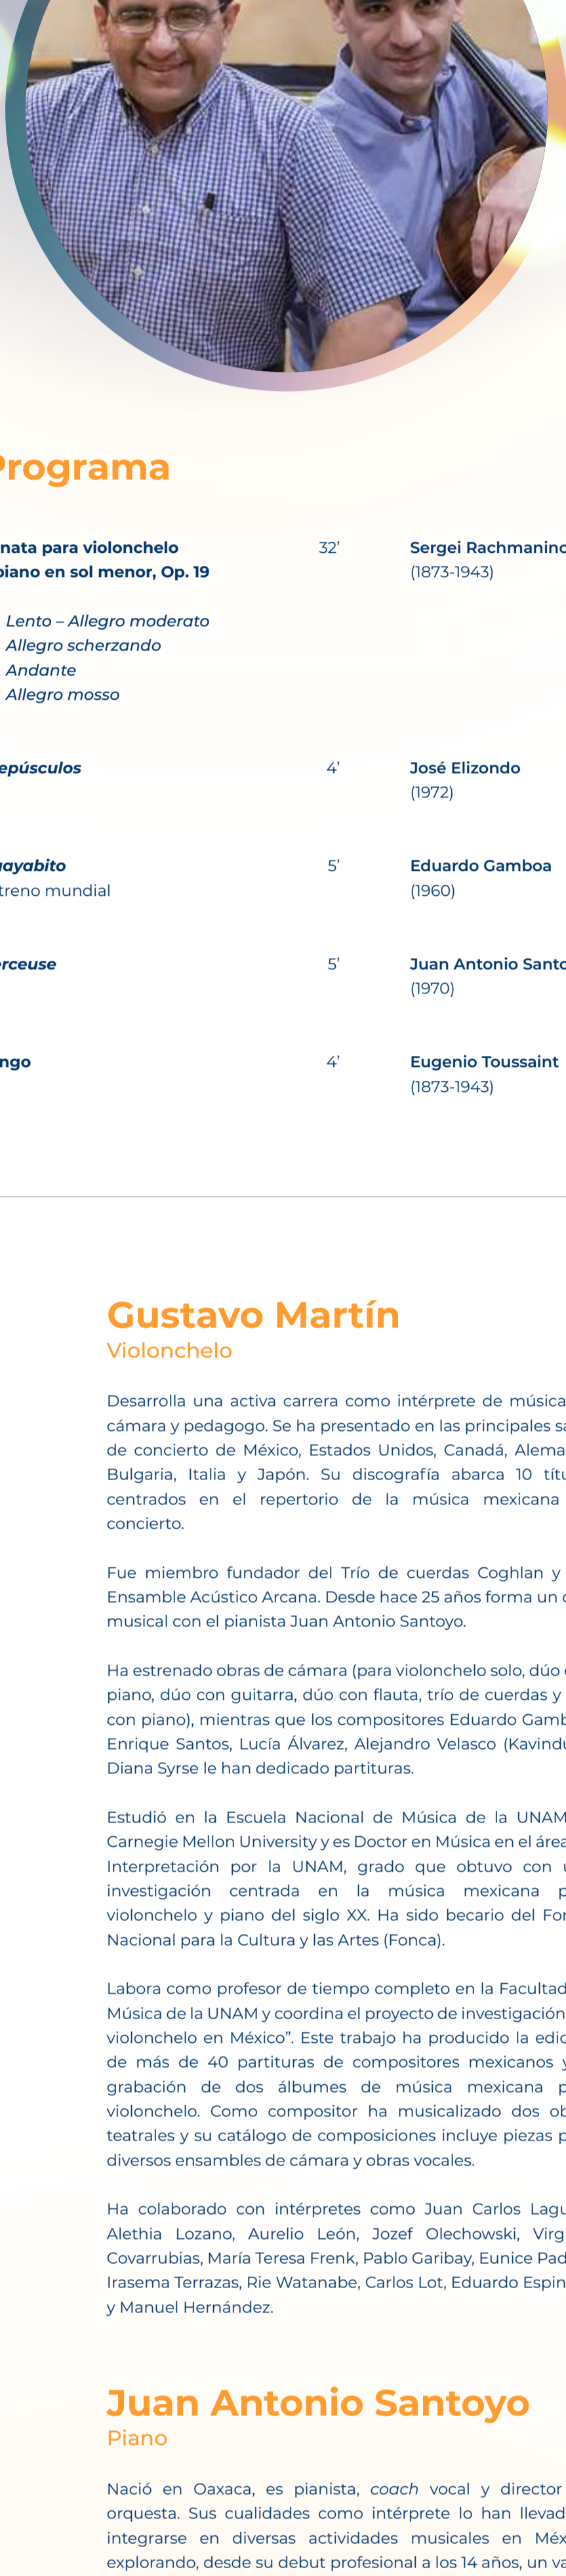 Programa
nata para violonchelo 32’ Sergei Rachmanino
piano en sol menor, Op. 19 (1873-1943)
Lento – Allegro moderato
Allegro scherzando
Andante
Allegro mosso
epúsculos 4’ José Elizondo
(1972)
uayabito 5’ Eduardo Gamboa
treno mundial (1960)
erceuse 5’ Juan Antonio Santo
(1970)
ngo 4’ Eugenio Toussaint
(1873-1943)
Gustavo Martín
Violonchelo
Desarrolla una activa carrera como intérprete de música
cámara y pedagogo. Se ha presentado en las principales sa
de concierto de México, Estados Unidos, Canadá, Alema
Bulgaria, Italia y Japón. Su discografía abarca 10 títu
centrados en el repertorio de la música mexicana
concierto.
Fue miembro fundador del Trío de cuerdas Coghlan y
Ensamble Acústico Arcana. Desde hace 25 años forma un d
musical con el pianista Juan Antonio Santoyo.
Ha estrenado obras de cámara (para violonchelo solo, dúo c
piano, dúo con guitarra, dúo con flauta, trío de cuerdas y
con piano), mientras que los compositores Eduardo Gamb
Enrique Santos, Lucía Álvarez, Alejandro Velasco (Kavindu
Diana Syrse le han dedicado partituras.
Estudió en la Escuela Nacional de Música de la UNAM
Carnegie Mellon University y es Doctor en Música en el área
Interpretación por la UNAM, grado que obtuvo con u
investigación centrada en la música mexicana p
violonchelo y piano del siglo XX. Ha sido becario del For
Nacional para la Cultura y las Artes (Fonca).
Labora como profesor de tiempo completo en la Facultad
Música de la UNAM y coordina el proyecto de investigación
violonchelo en México”. Este trabajo ha producido la edic
de más de 40 partituras de compositores mexicanos y
grabación de dos álbumes de música mexicana p
violonchelo. Como compositor ha musicalizado dos ob
teatrales y su catálogo de composiciones incluye piezas p
diversos ensambles de cámara y obras vocales.
Ha colaborado con intérpretes como Juan Carlos Lagu
Alethia Lozano, Aurelio León, Jozef Olechowski, Virg
Covarrubias, María Teresa Frenk, Pablo Garibay, Eunice Pad
Irasema Terrazas, Rie Watanabe, Carlos Lot, Eduardo Espin
y Manuel Hernández.
Juan Antonio Santoyo
Piano
Nació en Oaxaca, es pianista, coach vocal y director
orquesta. Sus cualidades como intérprete lo han llevad
integrarse en diversas actividades musicales en Méx
explorando, desde su debut profesional a los 14 años, un va